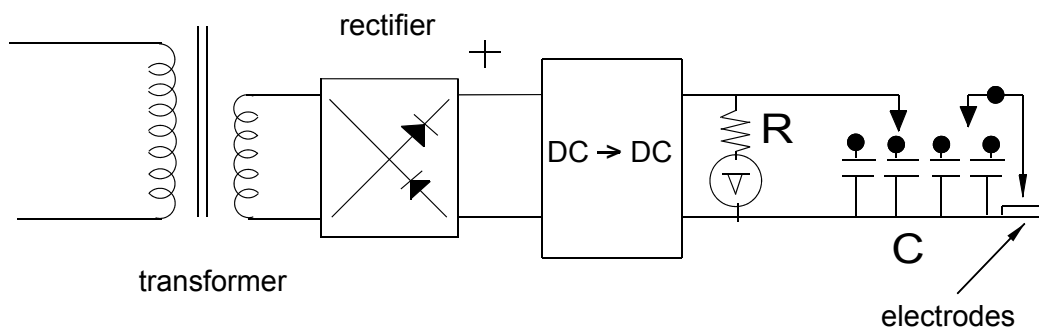 rectifier
+
DC → DC
R
V
C
transformer
electrodes